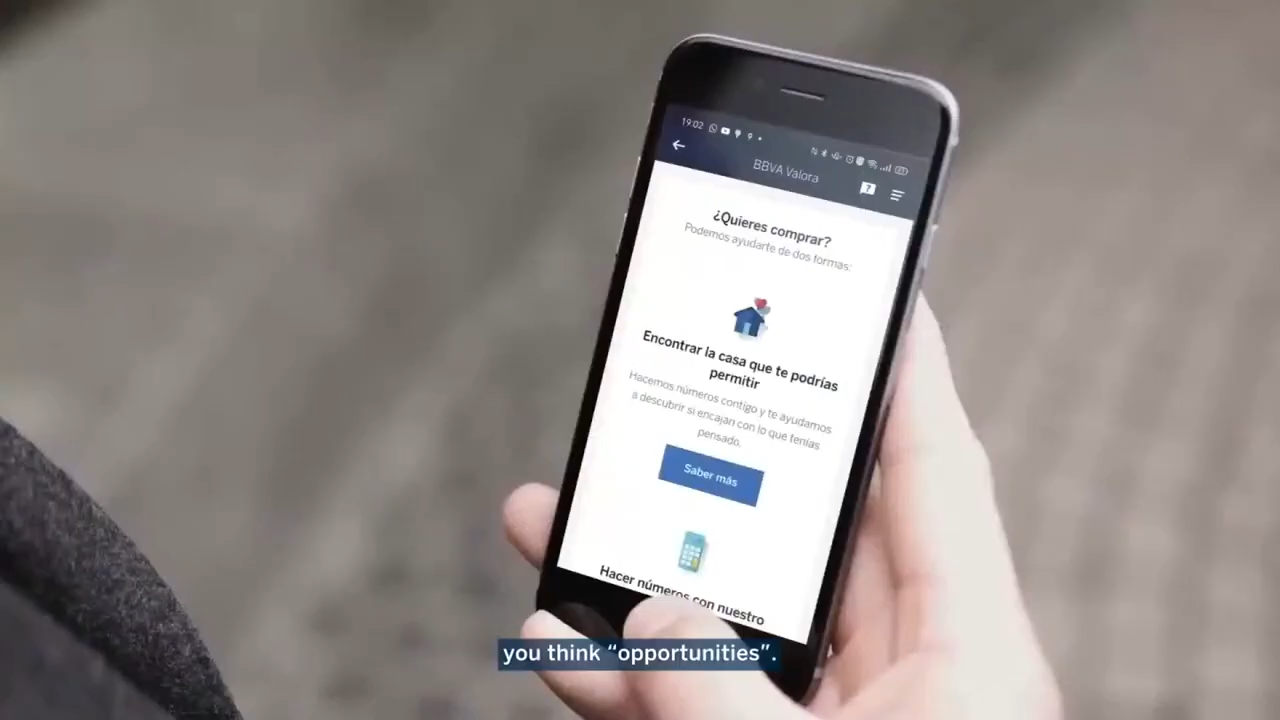 19:02
BBVA Valora
¿Quieres comprar?
Podemos ayudarte de dos formas:
Encontrar la casa que te podrías
permitir
Hacemos números contigo y te ayudamos
a descubrir si encajan con lo que tenías
pensado.
Saber más
Hacer números con nuestro
you think “opportunities”.